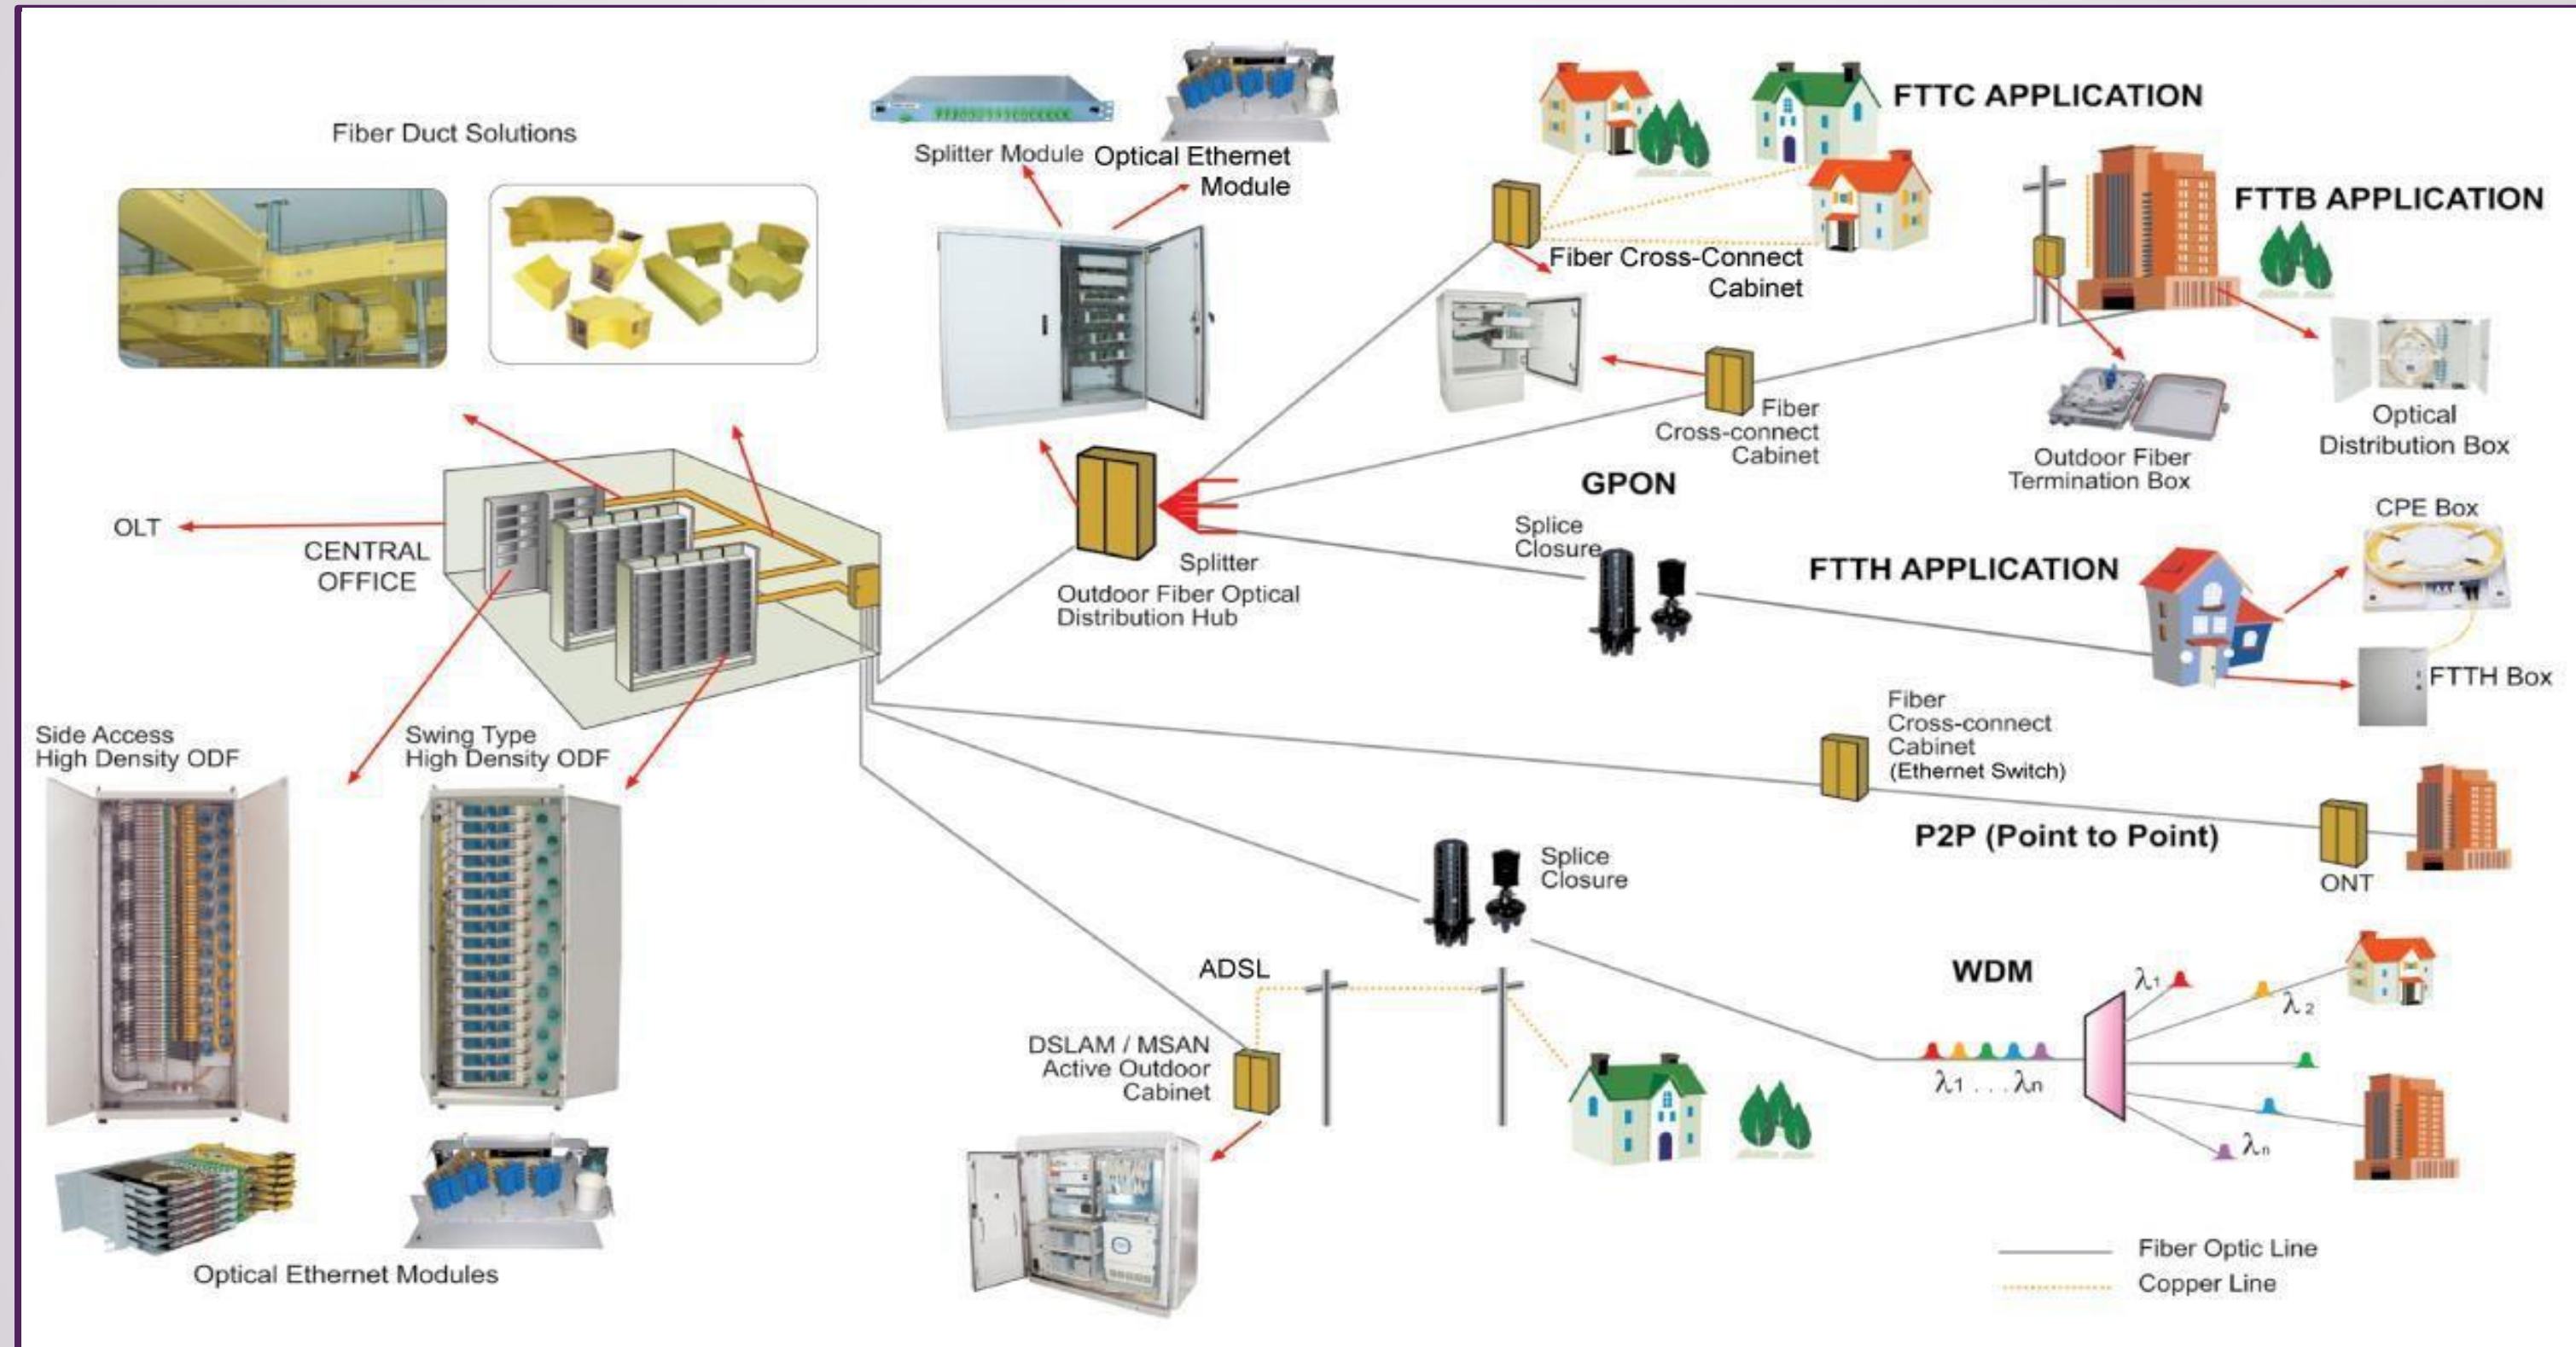 Fiber Duct Solutions
Splitter Module
Optical Ethernet
Module
FTTC APPLICATION
FTTB APPLICATION
Fiber Cross-Connect
Cabinet
Fiber
Cross-connect
Cabinet
Outdoor Fiber
Termination Box
Optical
Distribution Box
OLT
CENTRAL
OFFICE
Splitter
Outdoor Fiber Optical
Distribution Hub
GPON
Splice
Closure
FTTH APPLICATION
CPE Box
FTTH Box
Side Access
High Density ODF
Swing Type
High Density ODF
Fiber
Cross-connect
Cabinet
(Ethernet Switch)
P2P (Point to Point)
ONT
Splice
Closure
ADSL
DSLAM / MSAN
Active Outdoor
Cabinet
WDM
λ1
λ2
λ1 . . . λn
λn
Optical Ethernet Modules
Fiber Optic Line
Copper Line